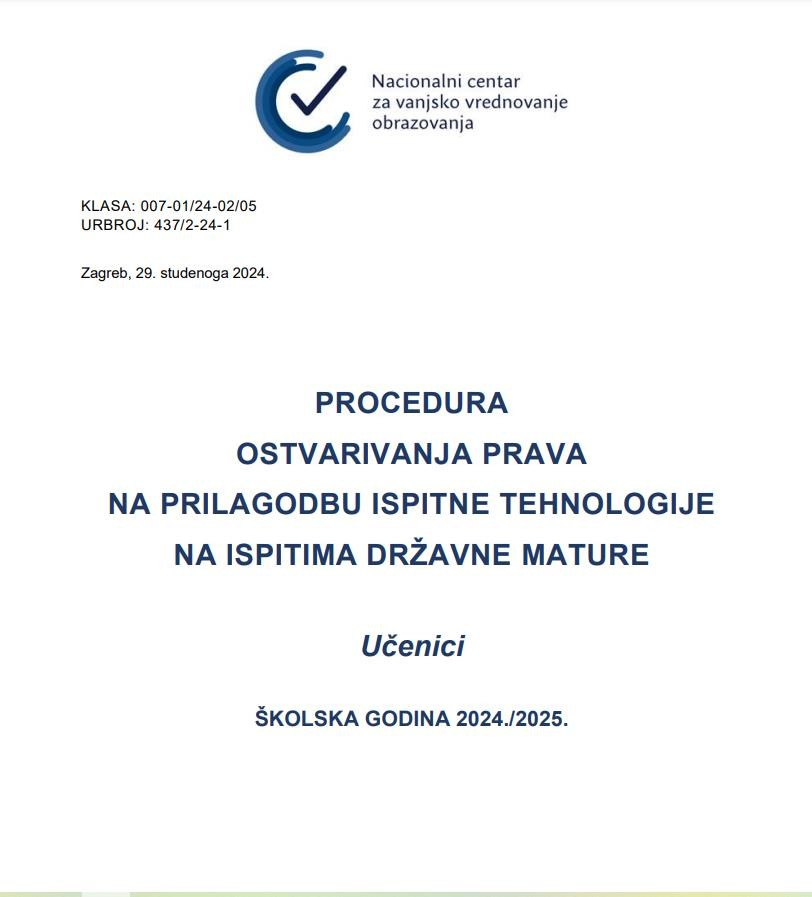 Nacionalni centar
za vanjsko vrednovanje
obrazovanja
KLASA: 007-01/24-02/05
URBROJ: 437/2-24-1
Zagreb, 29. studenoga 2024.
PROCEDURA
OSTVARIVANJA PRAVA
NA PRILAGODBU ISPITNE TEHNOLOGIJE
NA ISPITIMA DRŽAVNE MATURE
Učenici
ŠKOLSKA GODINA 2024./2025.